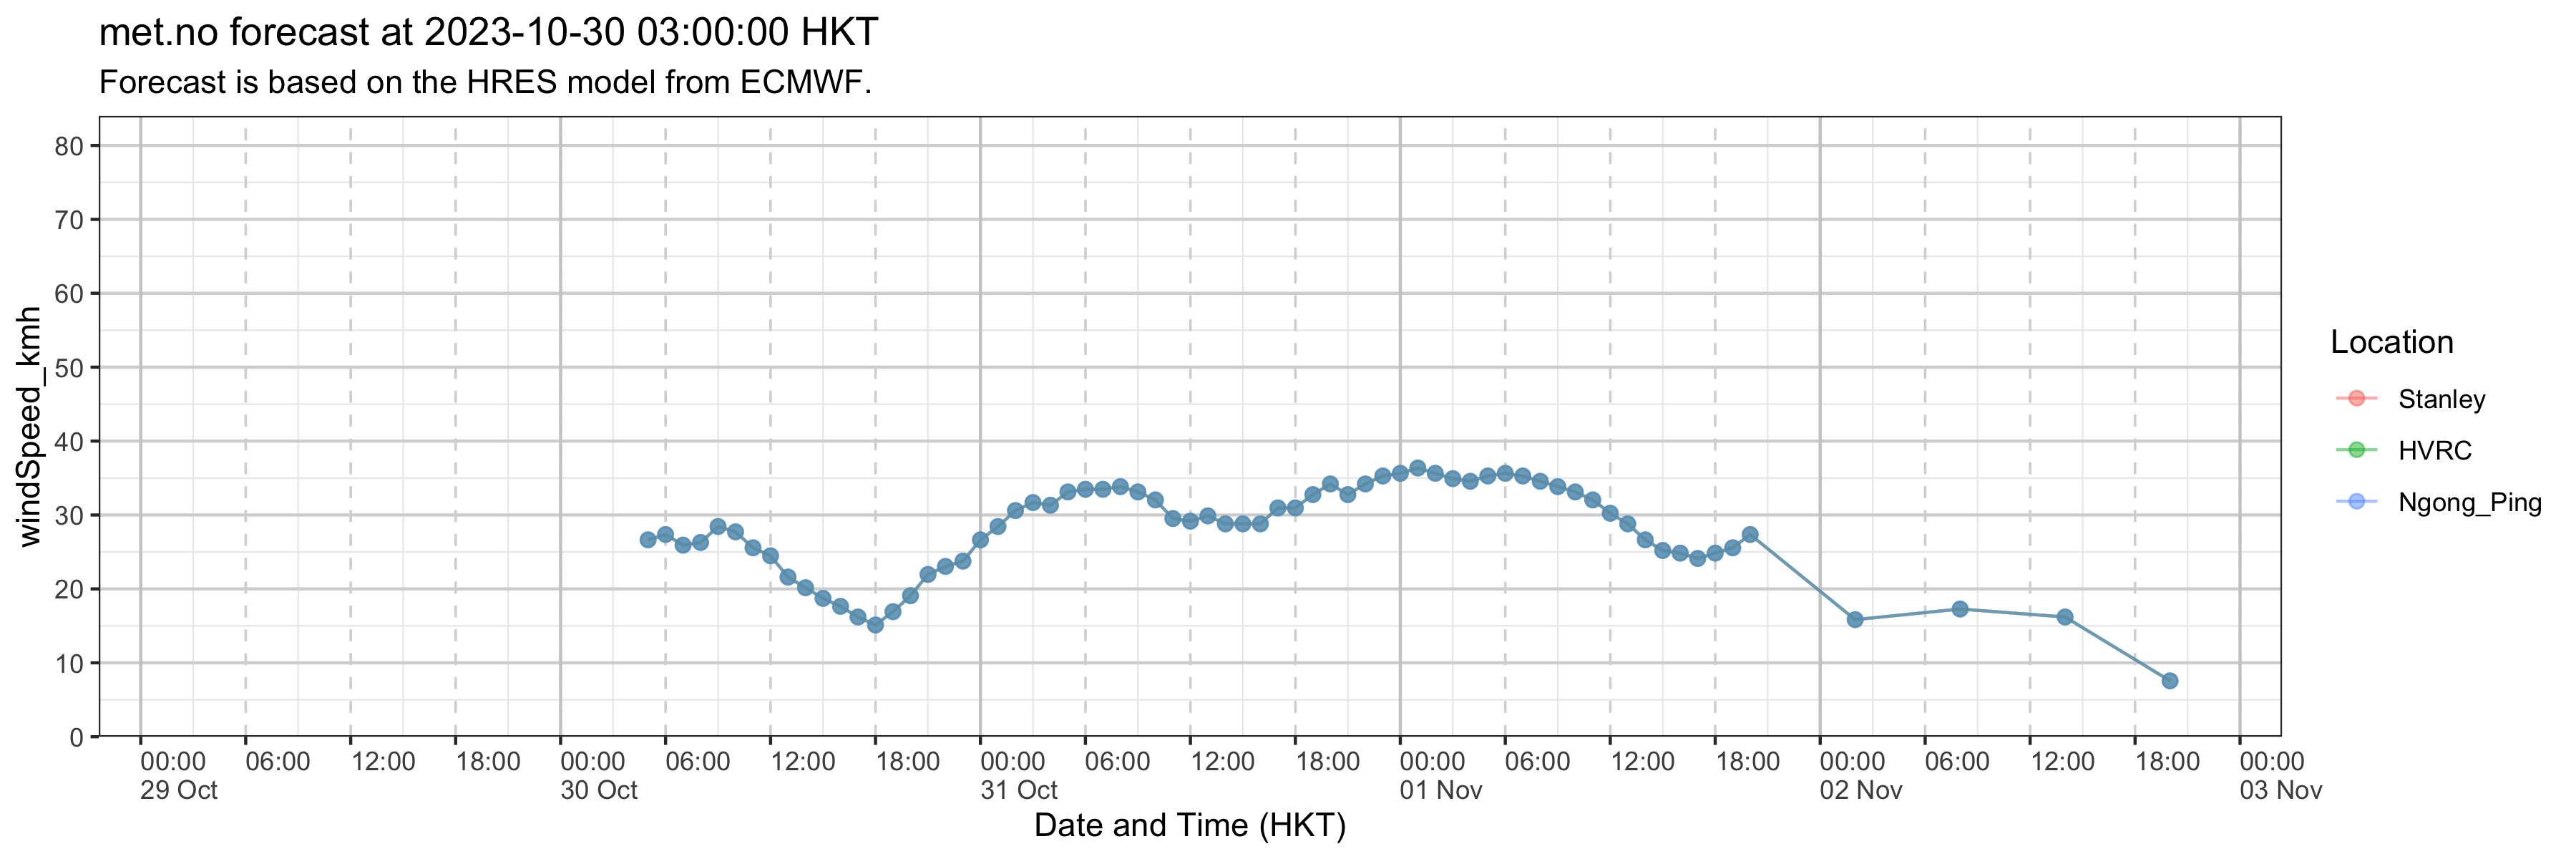 met.no forecast at 2023-10-30 03:00:00 HKT
Forecast is based on the HRES model from ECMWF.
windSpeed_kmh
80
70
60
50
40
30
20
10
0
00:00 06:00 12:00 18:00 00:00 06:00 12:00 18:00 00:00 06:00 12:00 18:00 00:00 06:00 12:00 18:00 00:00 06:00 12:00 18:00 00:00
29 Oct 30 Oct 31 Oct 01 Nov 02 Nov 03 Nov
Date and Time (HKT)
Location
Stanley
HVRC
Ngong_Ping